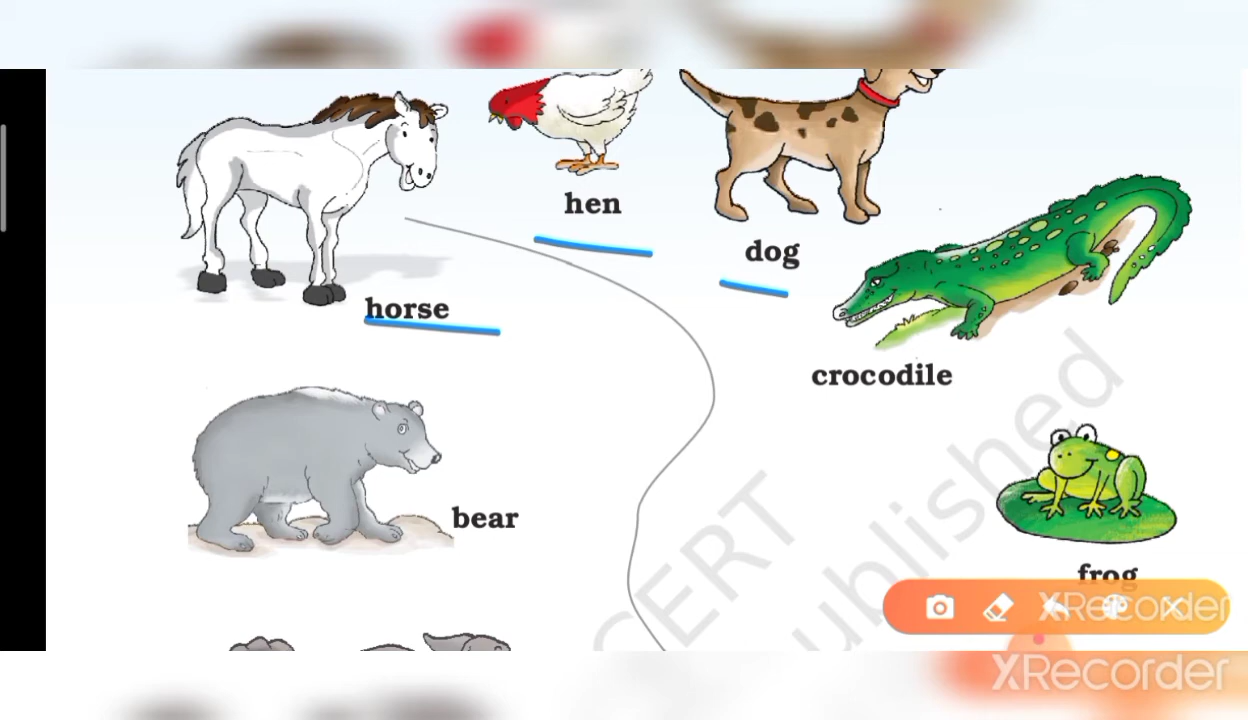 hen
dog
horse
crocodile
bear
frog
CERT
ublished
XRecorder
XRecorder